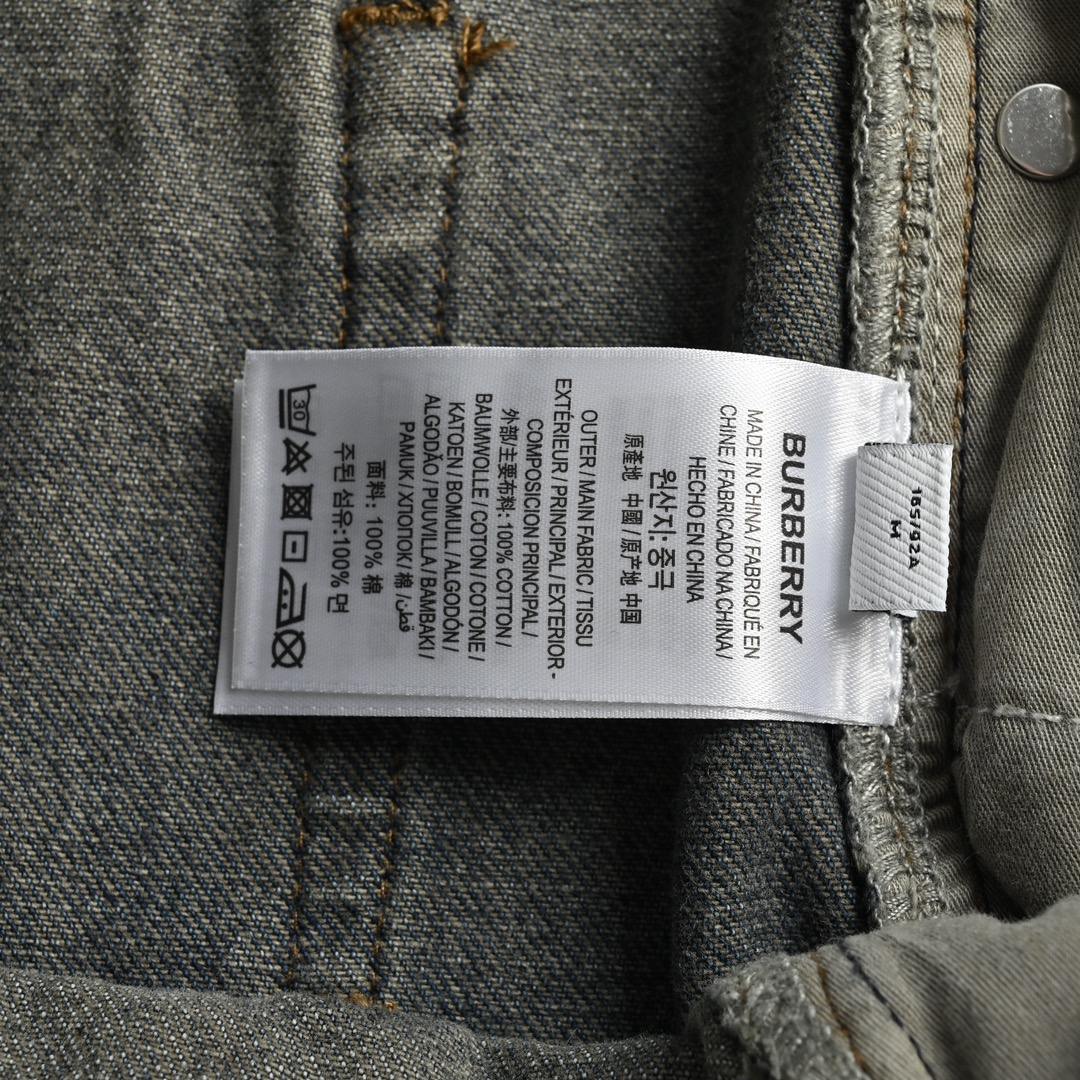 BURBERRY
MADE IN CHINA / FABRIQUÉ EN
CHINE / FABRICADO NA CHINA /
HECHO EN CHINA
원산지: 중국
原產地 中國 / 原产地 中国
OUTER / MAIN FABRIC / TISSU
EXTÉRIEUR / PRINCIPAL / EXTERIOR-
COMPOSICION PRINCIPAL /
外部/主要布料: 100% COTTON /
BAUMWOLLE / COTON / COTONE /
KATOEN / BOMULL / ALGODÓN /
ALGODÃO / PUUVILLA / BAMBAKI /
PAMUK / ХЛОПОК / 棉 / قطن
面料: 100% 棉
주된 섬유:100% 면
30
165/92A
M